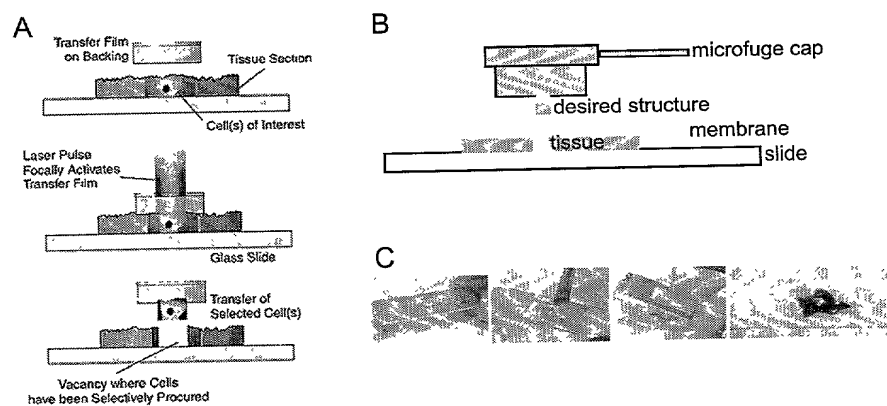 A
Transfer Film
on Backing
Tissue Section
Cell(s) of Interest
Laser Pulse
Focally Activates
Transfer Film
Glass Slide
Transfer of
Selected Cell(s)
Vacancy where Cells
have been Selectively Procured
B
microfuge cap
desired structure
tissue
membrane
slide
C